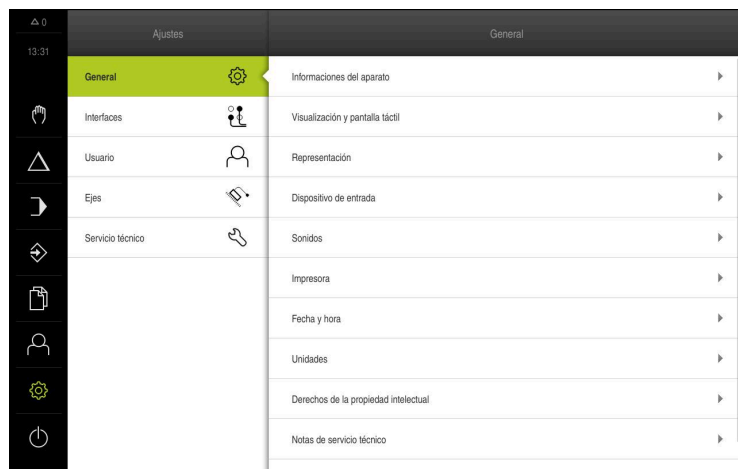 0
13:31
Ajustes
General
Interfaces
Usuario
Ejes
Servicio técnico
General
Informaciones del aparato
Visualización y pantalla táctil
Representación
Dispositivo de entrada
Sonidos
Impresora
Fecha y hora
Unidades
Derechos de la propiedad intelectual
Notas de servicio técnico